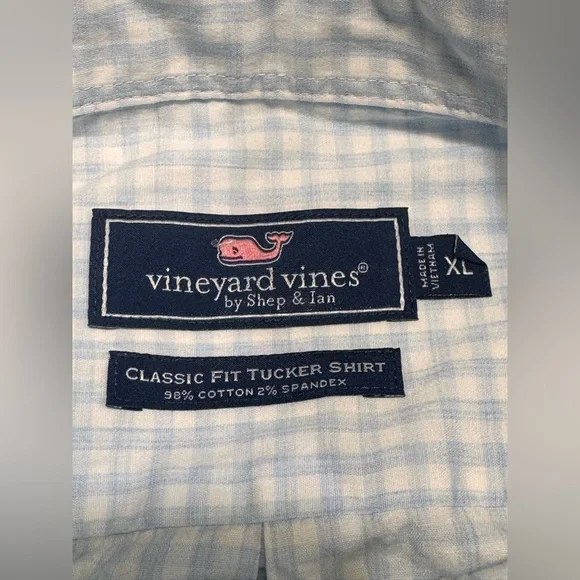 vineyard vines®
by Shep & Ian
MADE IN
VIETNAM
XL
CLASSIC FIT TUCKER SHIRT
98% COTTON 2% SPANDEX